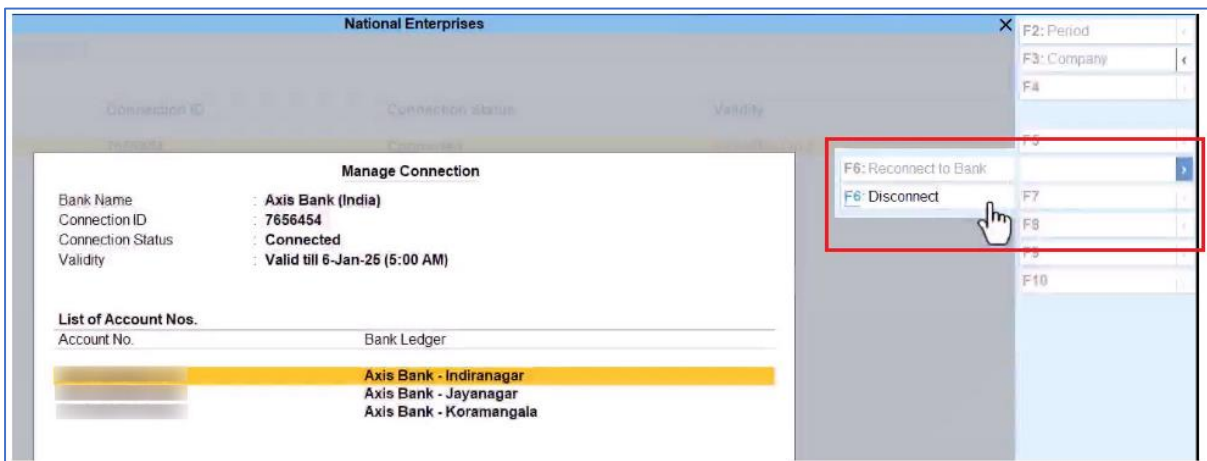 National Enterprises
F2: Period
F3: Company
F4
Connection ID Connection Status Validity
7656454 Connected
F5
Manage Connection
F6: Reconnect to Bank
Bank Name : Axis Bank (India)
F6: Disconnect
F7
Connection ID : 7656454
Connection Status : Connected
F8
Validity : Valid till 6-Jan-25 (5:00 AM)
F9
F10
List of Account Nos.
Account No. Bank Ledger
Axis Bank - Indiranagar
Axis Bank - Jayanagar
Axis Bank - Koramangala